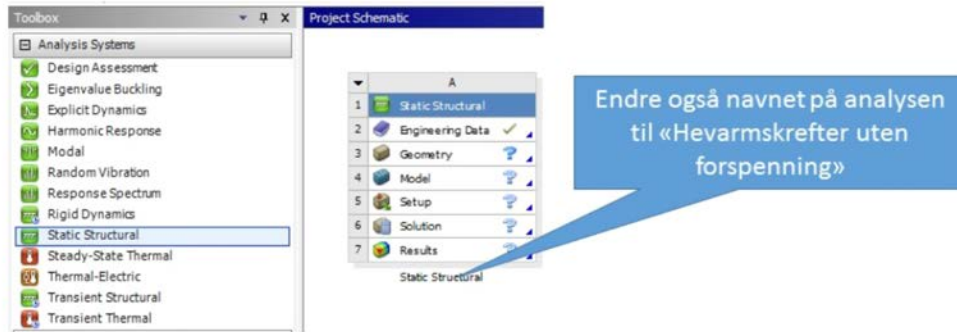 Toolbox
Analysis Systems
Design Assessment
Eigenvalue Buckling
Explicit Dynamics
Harmonic Response
Modal
Random Vibration
Response Spectrum
Rigid Dynamics
Static Structural
Steady-State Thermal
Thermal-Electric
Transient Structural
Transient Thermal
Project Schematic
A
1 Static Structural
2 Engineering Data
3 Geometry ?
4 Model ?
5 Setup ?
6 Solution ?
7 Results ?
Static Structural
Endre også navnet på analysen
til «Hevarmskrefter uten
forspenning»